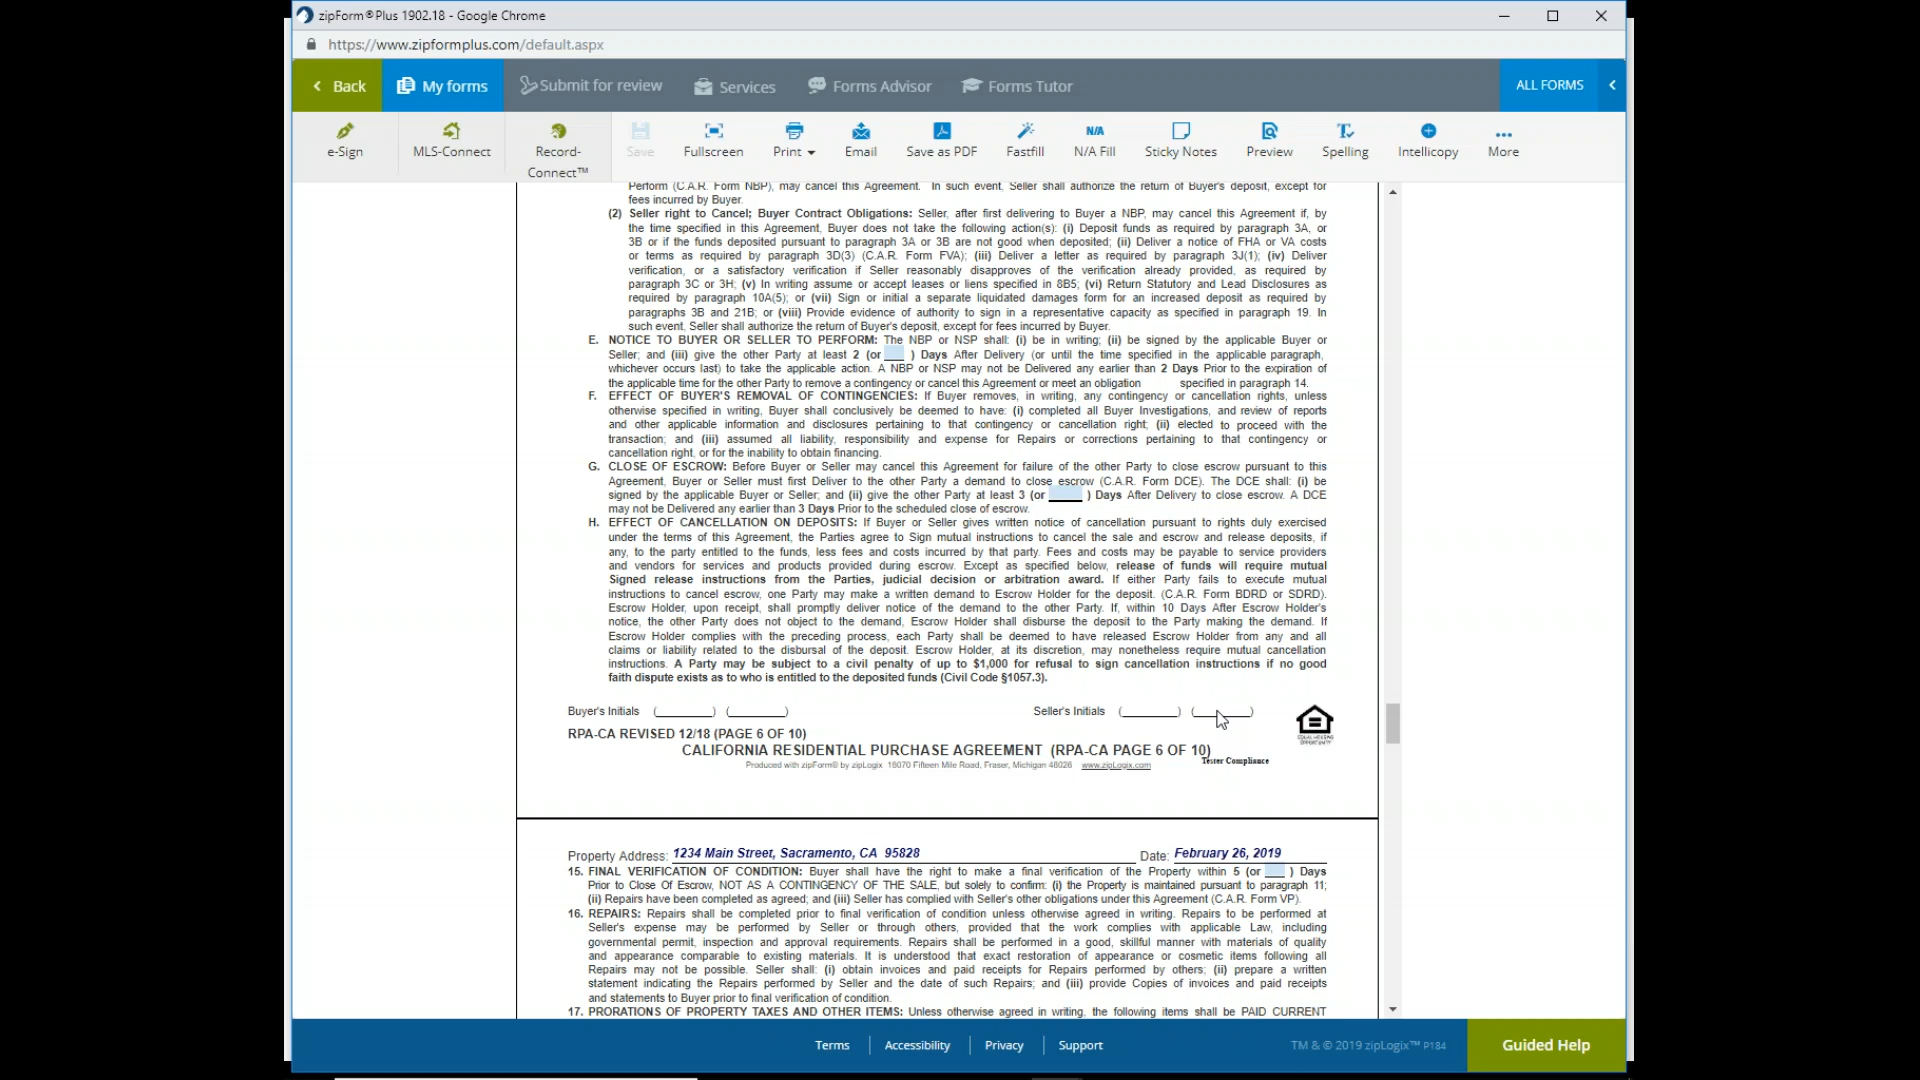 zipForm®Plus 1902.18 - Google Chrome
https://www.zipformplus.com/default.aspx
Back
My forms
Submit for review
Services
Forms Advisor
Forms Tutor
ALL FORMS
e-Sign
MLS-Connect
Record-
Connect™
Save
Fullscreen
Print
Email
Save as PDF
Fastfill
N/A
N/A Fill
Sticky Notes
Preview
Spelling
Intellicopy
More
Perform (C.A.R. Form NBP), may cancel this Agreement. In such event, Seller shall authorize the return of Buyer's deposit, except for
fees incurred by Buyer.
(2) Seller right to Cancel; Buyer Contract Obligations: Seller, after first delivering to Buyer a NBP, may cancel this Agreement if, by
the time specified in this Agreement, Buyer does not take the following action(s): (i) Deposit funds as required by paragraph 3A, or
3B or if the funds deposited pursuant to paragraph 3A or 3B are not good when deposited; (ii) Deliver a notice of FHA or VA costs
or terms as required by paragraph 3D(3) (C.A.R. Form FVA); (iii) Deliver a letter as required by paragraph 3J(1); (iv) Deliver
verification, or a satisfactory verification if Seller reasonably disapproves of the verification already provided, as required by
paragraph 3C or 3H; (v) In writing assume or accept leases or liens specified in 8B5; (vi) Return Statutory and Lead Disclosures as
required by paragraph 10A(5); or (vii) Sign or initial a separate liquidated damages form for an increased deposit as required by
paragraphs 3B and 21B; or (viii) Provide evidence of authority to sign in a representative capacity as specified in paragraph 19. In
such event, Seller shall authorize the return of Buyer's deposit, except for fees incurred by Buyer.
E. NOTICE TO BUYER OR SELLER TO PERFORM: The NBP or NSP shall: (i) be in writing; (ii) be signed by the applicable Buyer or
Seller; and (iii) give the other Party at least 2 (or ___ ) Days After Delivery (or until the time specified in the applicable paragraph,
whichever occurs last) to take the applicable action. A NBP or NSP may not be Delivered any earlier than 2 Days Prior to the expiration of
the applicable time for the other Party to remove a contingency or cancel this Agreement or meet an obligation specified in paragraph 14.
F. EFFECT OF BUYER'S REMOVAL OF CONTINGENCIES: If Buyer removes, in writing, any contingency or cancellation rights, unless
otherwise specified in writing, Buyer shall conclusively be deemed to have: (i) completed all Buyer Investigations, and review of reports
and other applicable information and disclosures pertaining to that contingency or cancellation right; (ii) elected to proceed with the
transaction; and (iii) assumed all liability, responsibility and expense for Repairs or corrections pertaining to that contingency or
cancellation right, or for the inability to obtain financing.
G. CLOSE OF ESCROW: Before Buyer or Seller may cancel this Agreement for failure of the other Party to close escrow pursuant to this
Agreement, Buyer or Seller must first Deliver to the other Party a demand to close escrow (C.A.R. Form DCE). The DCE shall: (i) be
signed by the applicable Buyer or Seller; and (ii) give the other Party at least 3 (or ____ ) Days After Delivery to close escrow. A DCE
may not be Delivered any earlier than 3 Days Prior to the scheduled close of escrow.
H. EFFECT OF CANCELLATION ON DEPOSITS: If Buyer or Seller gives written notice of cancellation pursuant to rights duly exercised
under the terms of this Agreement, the Parties agree to Sign mutual instructions to cancel the sale and escrow and release deposits, if
any, to the party entitled to the funds, less fees and costs incurred by that party. Fees and costs may be payable to service providers
and vendors for services and products provided during escrow. Except as specified below, release of funds will require mutual
Signed release instructions from the Parties, judicial decision or arbitration award. If either Party fails to execute mutual
instructions to cancel escrow, one Party may make a written demand to Escrow Holder for the deposit. (C.A.R. Form BDRD or SDRD).
Escrow Holder, upon receipt, shall promptly deliver notice of the demand to the other Party. If, within 10 Days After Escrow Holder's
notice, the other Party does not object to the demand, Escrow Holder shall disburse the deposit to the Party making the demand. If
Escrow Holder complies with the preceding process, each Party shall be deemed to have released Escrow Holder from any and all
claims or liability related to the disbursal of the deposit. Escrow Holder, at its discretion, may nonetheless require mutual cancellation
instructions. A Party may be subject to a civil penalty of up to $1,000 for refusal to sign cancellation instructions if no good
faith dispute exists as to who is entitled to the deposited funds (Civil Code §1057.3).
Buyer's Initials (________) (________) Seller's Initials (________) (________)
EQUAL HOUSING
OPPORTUNITY
RPA-CA REVISED 12/18 (PAGE 6 OF 10)
CALIFORNIA RESIDENTIAL PURCHASE AGREEMENT (RPA-CA PAGE 6 OF 10)
Produced with zipForm® by zipLogix 18070 Fifteen Mile Road, Fraser, Michigan 48026 www.zipLogix.com
Tester Compliance
Property Address: 1234 Main Street, Sacramento, CA 95828 Date: February 26, 2019
15. FINAL VERIFICATION OF CONDITION: Buyer shall have the right to make a final verification of the Property within 5 (or ___ ) Days
Prior to Close Of Escrow, NOT AS A CONTINGENCY OF THE SALE, but solely to confirm: (i) the Property is maintained pursuant to paragraph 11;
(ii) Repairs have been completed as agreed; and (iii) Seller has complied with Seller's other obligations under this Agreement (C.A.R. Form VP).
16. REPAIRS: Repairs shall be completed prior to final verification of condition unless otherwise agreed in writing. Repairs to be performed at
Seller's expense may be performed by Seller or through others, provided that the work complies with applicable Law, including
governmental permit, inspection and approval requirements. Repairs shall be performed in a good, skillful manner with materials of quality
and appearance comparable to existing materials. It is understood that exact restoration of appearance or cosmetic items following all
Repairs may not be possible. Seller shall: (i) obtain invoices and paid receipts for Repairs performed by others; (ii) prepare a written
statement indicating the Repairs performed by Seller and the date of such Repairs; and (iii) provide Copies of invoices and paid receipts
and statements to Buyer prior to final verification of condition.
17. PRORATIONS OF PROPERTY TAXES AND OTHER ITEMS: Unless otherwise agreed in writing, the following items shall be PAID CURRENT
Terms
Accessibility
Privacy
Support
TM & © 2019 zipLogix™ P184
Guided Help